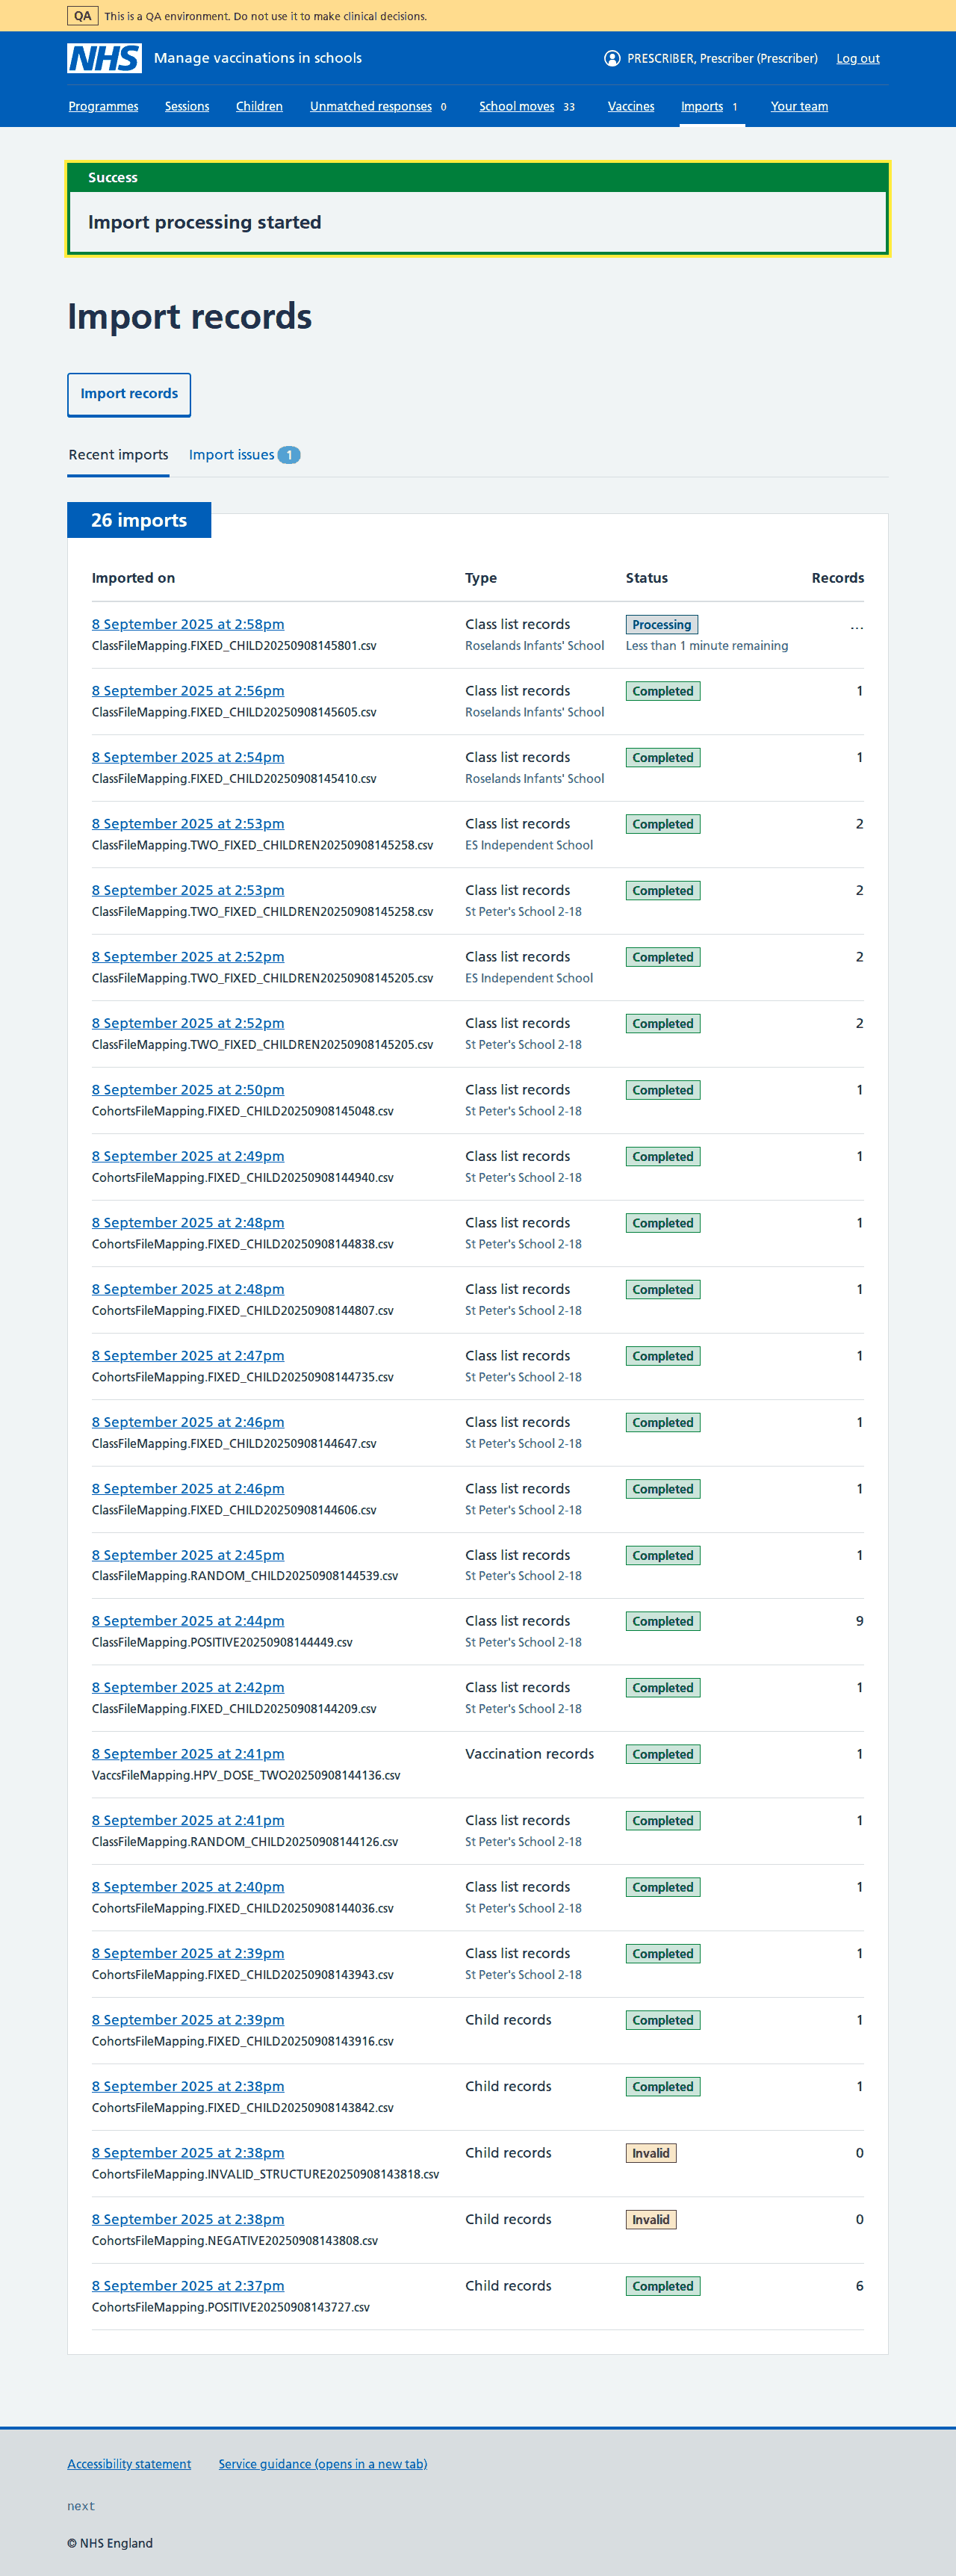 QA This is a QA environment. Do not use it to make clinical decisions.
NHS Manage vaccinations in schools PRESCRIBER, Prescriber (Prescriber) Log out
Programmes Sessions Children Unmatched responses 0 School moves 33 Vaccines Imports 1 Your team
Success
Import processing started
Import records
Import records
Recent imports Import issues 1
26 imports
Imported on Type Status Records
8 September 2025 at 2:58pm Class list records Processing ...
ClassFileMapping.FIXED_CHILD20250908145801.csv Roselands Infants' School Less than 1 minute remaining
8 September 2025 at 2:56pm Class list records Completed 1
ClassFileMapping.FIXED_CHILD20250908145605.csv Roselands Infants' School
8 September 2025 at 2:54pm Class list records Completed 1
ClassFileMapping.FIXED_CHILD20250908145410.csv Roselands Infants' School
8 September 2025 at 2:53pm Class list records Completed 2
ClassFileMapping.TWO_FIXED_CHILDREN20250908145258.csv ES Independent School
8 September 2025 at 2:53pm Class list records Completed 2
ClassFileMapping.TWO_FIXED_CHILDREN20250908145258.csv St Peter's School 2-18
8 September 2025 at 2:52pm Class list records Completed 2
ClassFileMapping.TWO_FIXED_CHILDREN20250908145205.csv ES Independent School
8 September 2025 at 2:52pm Class list records Completed 2
ClassFileMapping.TWO_FIXED_CHILDREN20250908145205.csv St Peter's School 2-18
8 September 2025 at 2:50pm Class list records Completed 1
CohortsFileMapping.FIXED_CHILD20250908145048.csv St Peter's School 2-18
8 September 2025 at 2:49pm Class list records Completed 1
CohortsFileMapping.FIXED_CHILD20250908144940.csv St Peter's School 2-18
8 September 2025 at 2:48pm Class list records Completed 1
CohortsFileMapping.FIXED_CHILD20250908144838.csv St Peter's School 2-18
8 September 2025 at 2:48pm Class list records Completed 1
CohortsFileMapping.FIXED_CHILD20250908144807.csv St Peter's School 2-18
8 September 2025 at 2:47pm Class list records Completed 1
CohortsFileMapping.FIXED_CHILD20250908144735.csv St Peter's School 2-18
8 September 2025 at 2:46pm Class list records Completed 1
ClassFileMapping.FIXED_CHILD20250908144647.csv St Peter's School 2-18
8 September 2025 at 2:46pm Class list records Completed 1
ClassFileMapping.FIXED_CHILD20250908144606.csv St Peter's School 2-18
8 September 2025 at 2:45pm Class list records Completed 1
ClassFileMapping.RANDOM_CHILD20250908144539.csv St Peter's School 2-18
8 September 2025 at 2:44pm Class list records Completed 9
ClassFileMapping.POSITIVE20250908144449.csv St Peter's School 2-18
8 September 2025 at 2:42pm Class list records Completed 1
ClassFileMapping.FIXED_CHILD20250908144209.csv St Peter's School 2-18
8 September 2025 at 2:41pm Vaccination records Completed 1
VaccsFileMapping.HPV_DOSE_TWO20250908144136.csv
8 September 2025 at 2:41pm Class list records Completed 1
ClassFileMapping.RANDOM_CHILD20250908144126.csv St Peter's School 2-18
8 September 2025 at 2:40pm Class list records Completed 1
CohortsFileMapping.FIXED_CHILD20250908144036.csv St Peter's School 2-18
8 September 2025 at 2:39pm Class list records Completed 1
CohortsFileMapping.FIXED_CHILD20250908143943.csv St Peter's School 2-18
8 September 2025 at 2:39pm Child records Completed 1
CohortsFileMapping.FIXED_CHILD20250908143916.csv
8 September 2025 at 2:38pm Child records Completed 1
CohortsFileMapping.FIXED_CHILD20250908143842.csv
8 September 2025 at 2:38pm Child records Invalid 0
CohortsFileMapping.INVALID_STRUCTURE20250908143818.csv
8 September 2025 at 2:38pm Child records Invalid 0
CohortsFileMapping.NEGATIVE20250908143808.csv
8 September 2025 at 2:37pm Child records Completed 6
CohortsFileMapping.POSITIVE20250908143727.csv
Accessibility statement Service guidance (opens in a new tab)
next
© NHS England